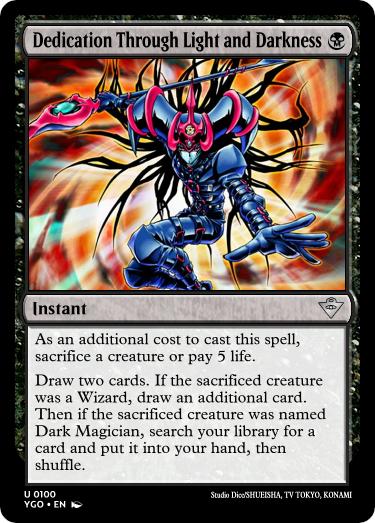 Dedication Through Light and Darkness
Instant
As an additional cost to cast this spell,
sacrifice a creature or pay 5 life.
Draw two cards. If the sacrificed creature
was a Wizard, draw an additional card.
Then if the sacrificed creature was named
Dark Magician, search your library for a
card and put it into your hand, then
shuffle.
U 0100
YGO • EN
Studio Dice/SHUEISHA, TV TOKYO, KONAMI